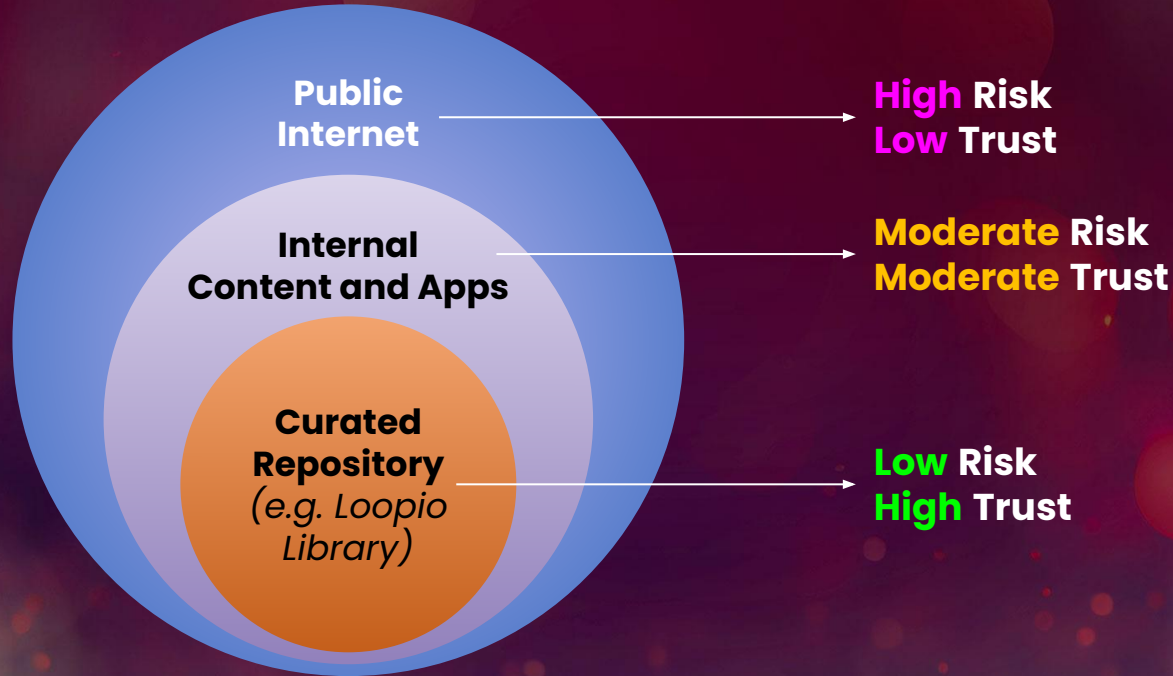 Public
Internet
High Risk
Low Trust
Internal
Content and Apps
Moderate Risk
Moderate Trust
Curated
Repository
(e.g. Loopio
Library)
Low Risk
High Trust